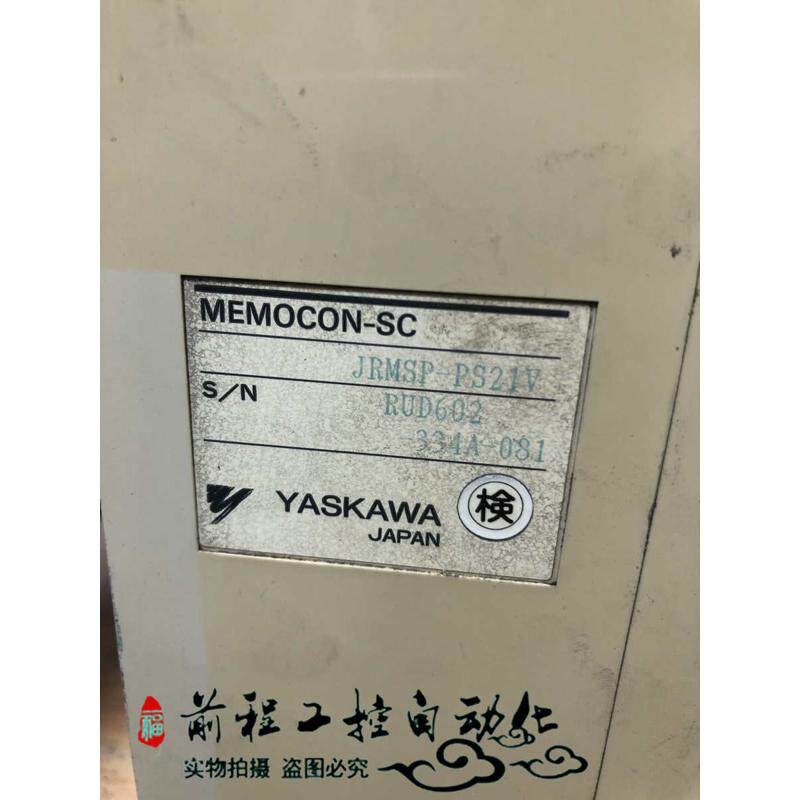 MEMOCON-SC
JRMSP-PS21V
S/N RUD602
-334A-081
YASKAWA
JAPAN
検
福 前程工控自动化
实物拍摄 盗图必究